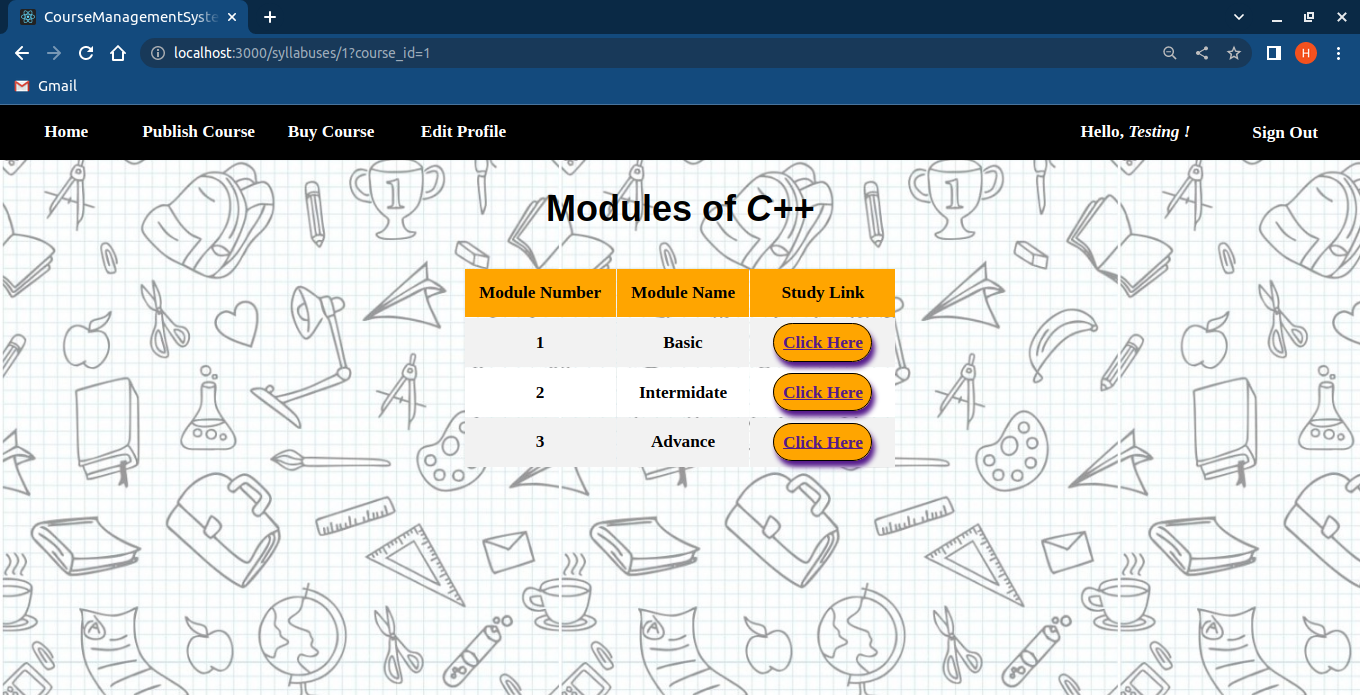 CourseManagementSyste
localhost:3000/syllabuses/1?course_id=1
H
Gmail
Home Publish Course Buy Course Edit Profile Hello, Testing ! Sign Out
Modules of C++
Module Number Module Name Study Link
1 Basic Click Here
2 Intermidate Click Here
3 Advance Click Here